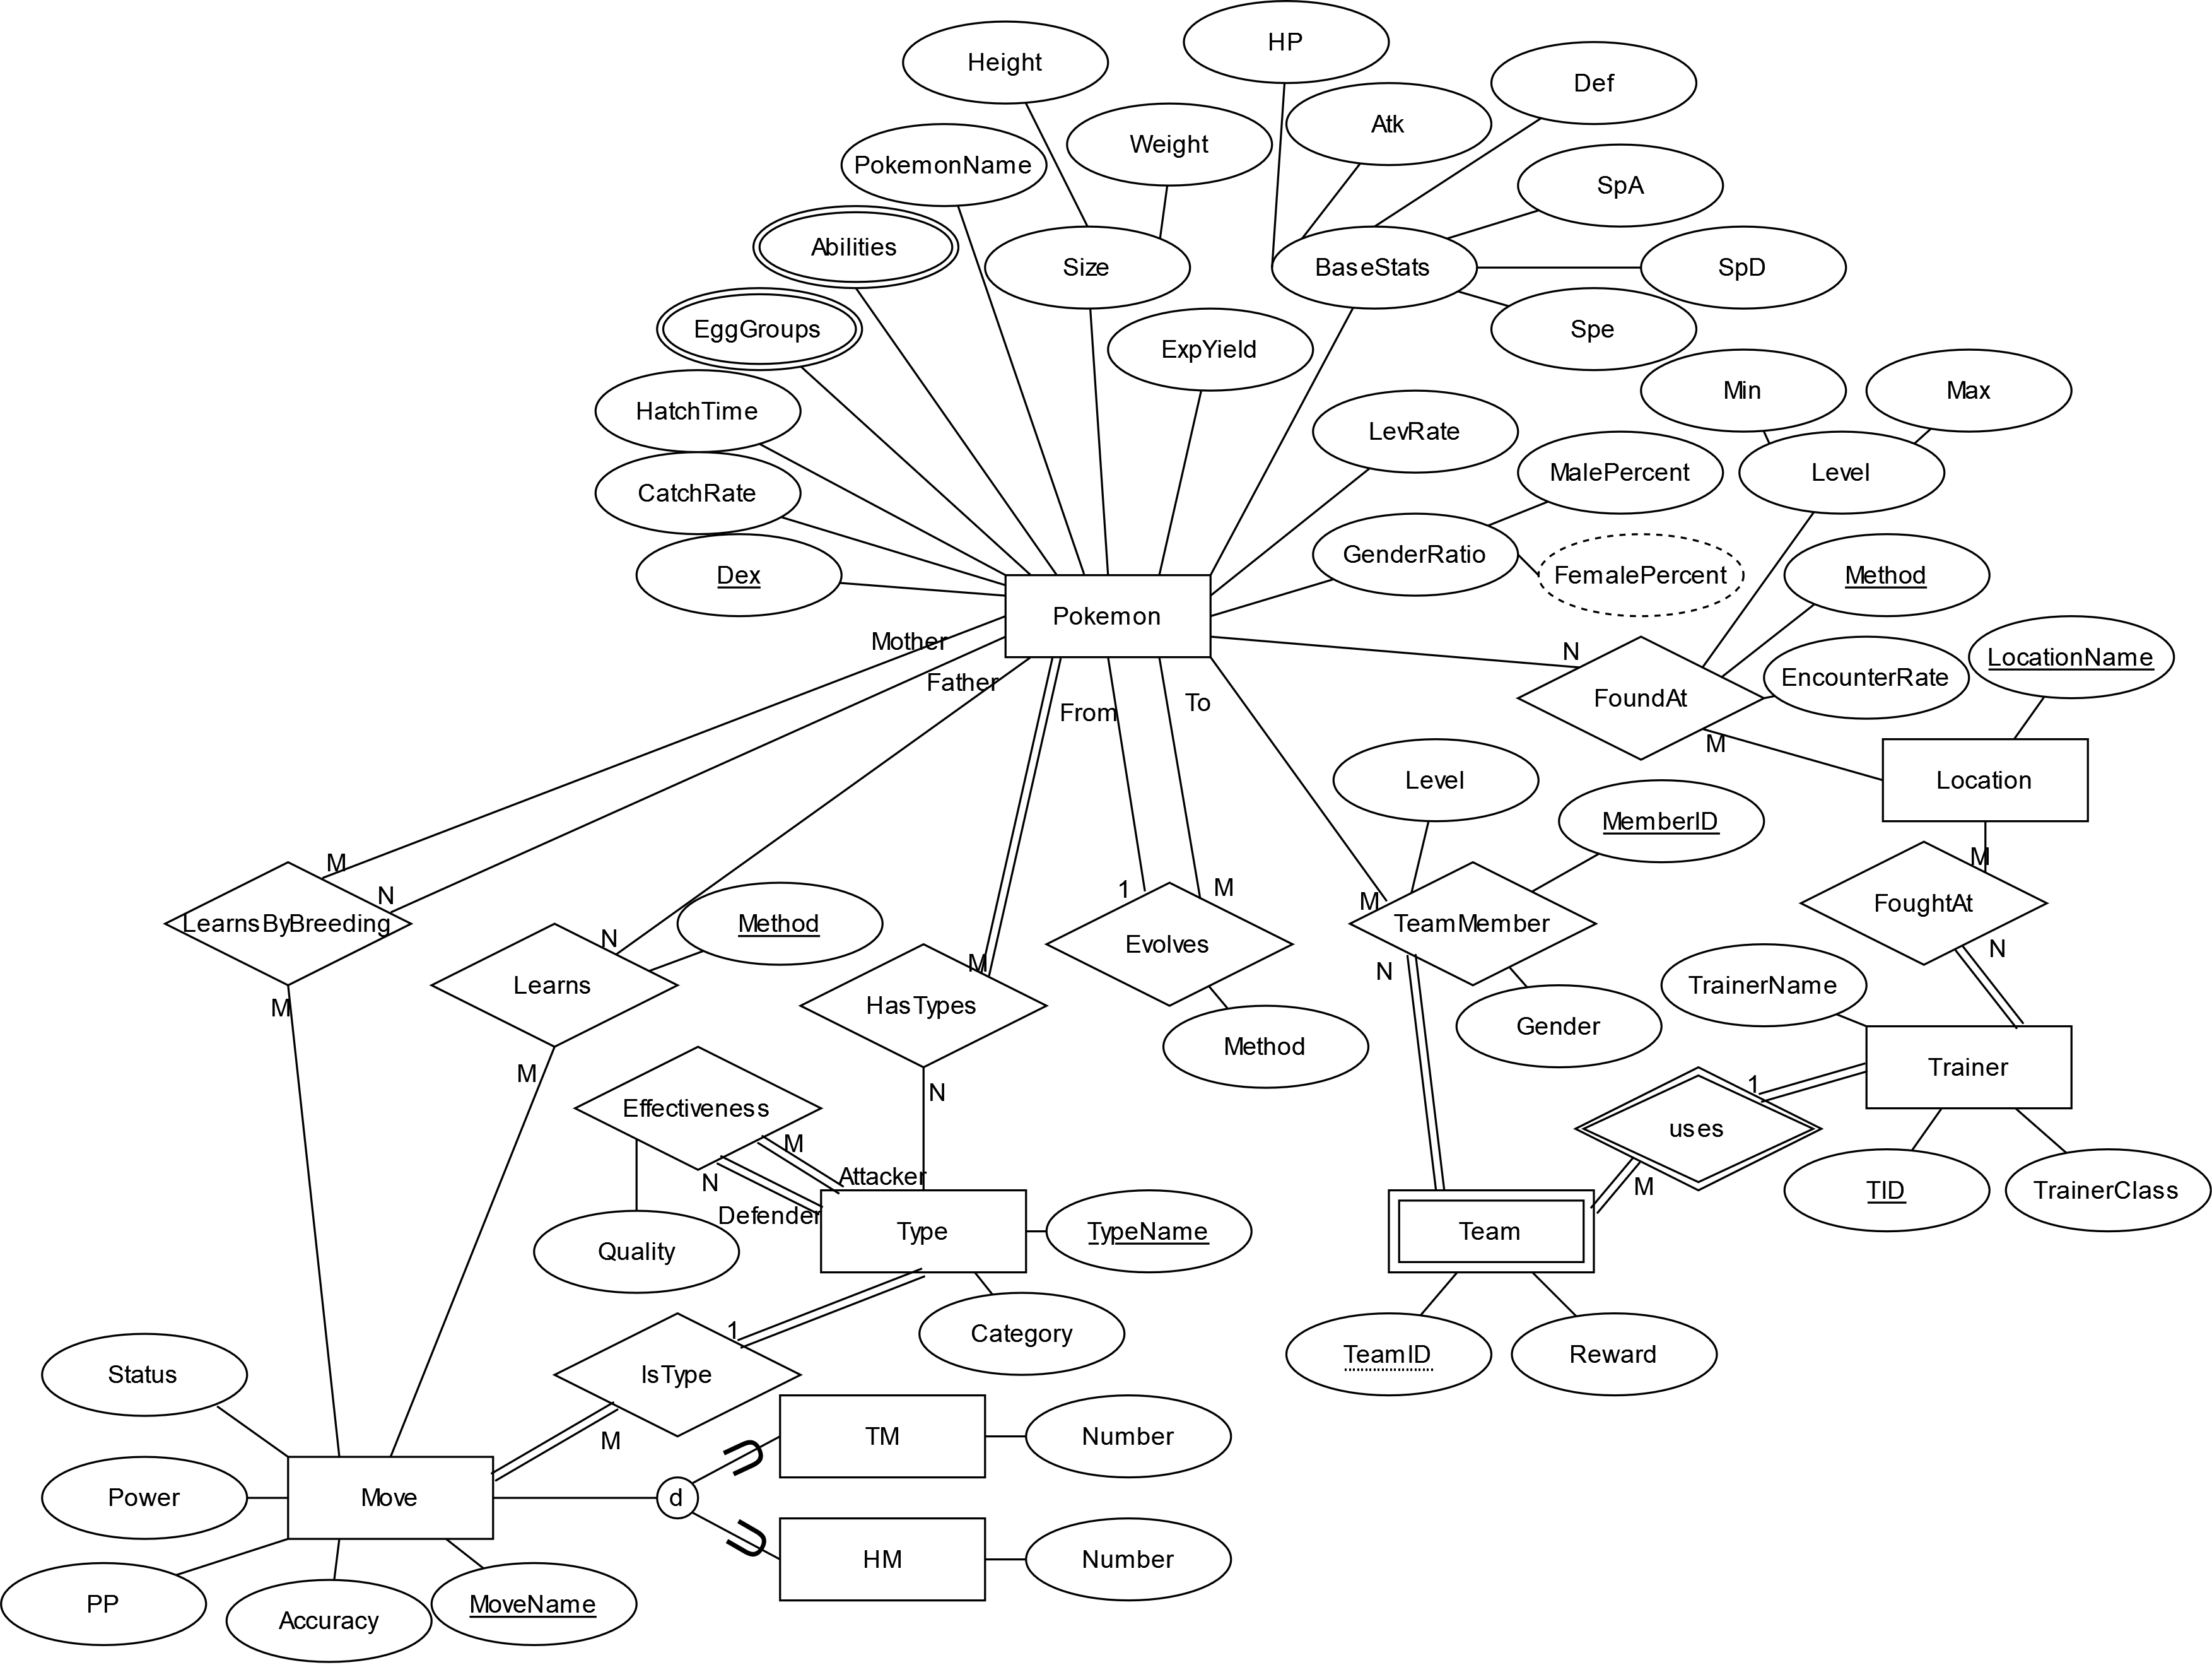 HP
Height
Def
Atk
Weight
PokemonName
SpA
Abilities
Size
BaseStats
SpD
EggGroups
Spe
ExpYield
Min
Max
HatchTime
LevRate
MalePercent
Level
CatchRate
GenderRatio
Dex
FemalePercent
Method
Pokemon
Mother
N
LocationName
EncounterRate
Father
FoundAt
To
From
M
Level
Location
MemberID
M
M
1
M
N
M
FoughtAt
LearnsByBreeding
Method
TeamMember
N
Evolves
N
M
N
Learns
TrainerName
HasTypes
M
Gender
Method
Trainer
M
1
N
Effectiveness
uses
M
Attacker
N
M
TID
TrainerClass
Defender
Type
TypeName
Team
Quality
1
Category
TeamID
Reward
Status
IsType
TM
Number
M
Power
Move
d
HM
Number
PP
Accuracy
MoveName